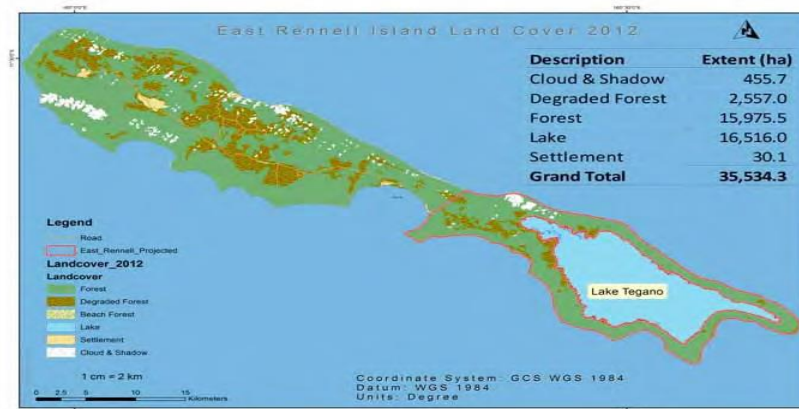 East Rennell Island Land Cover 2012
Description Extent (ha)
Cloud & Shadow 455.7
Degraded Forest 2,557.0
Forest 15,975.5
Lake 16,516.0
Settlement 30.1
Grand Total 35,534.3
Lake Tegano
Legend
Road
East_Rennell_Projected
Landcover_2012
Landcover
Forest
Degraded Forest
Beach Forest
Lake
Settlement
Cloud & Shadow
1 cm = 2 km
0 2.5 5 10 15
Kilometers
Coordinate System: GCS WGS 1984
Datum: WGS 1984
Units: Degree